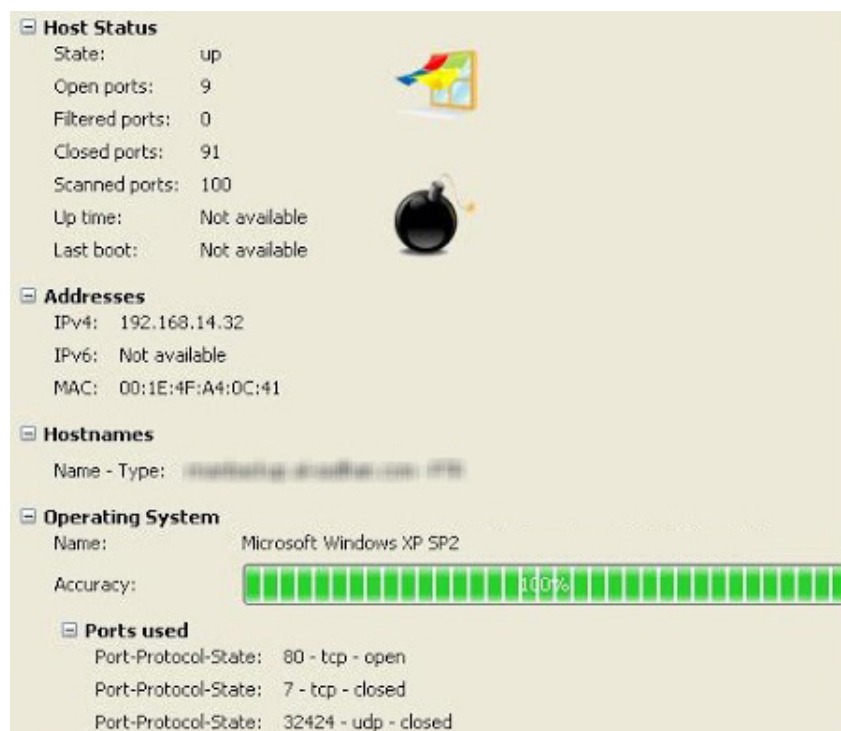 Host Status
State: up
Open ports: 9
Filtered ports: 0
Closed ports: 91
Scanned ports: 100
Up time: Not available
Last boot: Not available
Addresses
IPv4: 192.168.14.32
IPv6: Not available
MAC: 00:1E:4F:A4:0C:41
Hostnames
Name - Type:
Operating System
Name: Microsoft Windows XP SP2
Accuracy: 100%
Ports used
Port-Protocol-State: 80 - tcp - open
Port-Protocol-State: 7 - tcp - closed
Port-Protocol-State: 32424 - udp - closed